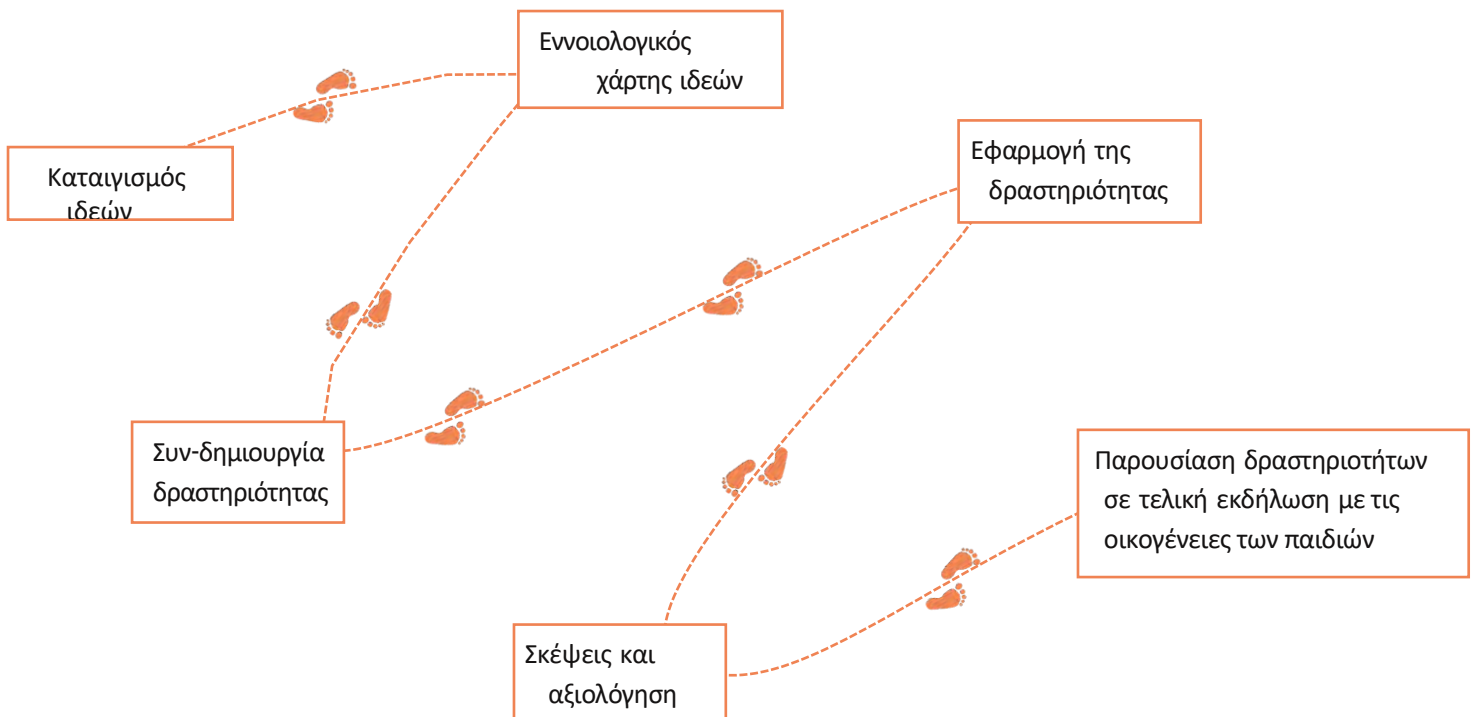 Καταιγισμός
ιδεών
Εννοιολογικός
χάρτης ιδεών
Συν-δημιουργία
δραστηριότητας
Εφαρμογή της
δραστηριότητας
Σκέψεις και
αξιολόγηση
Παρουσίαση δραστηριοτήτων
σε τελική εκδήλωση με τις
οικογένειες των παιδιών